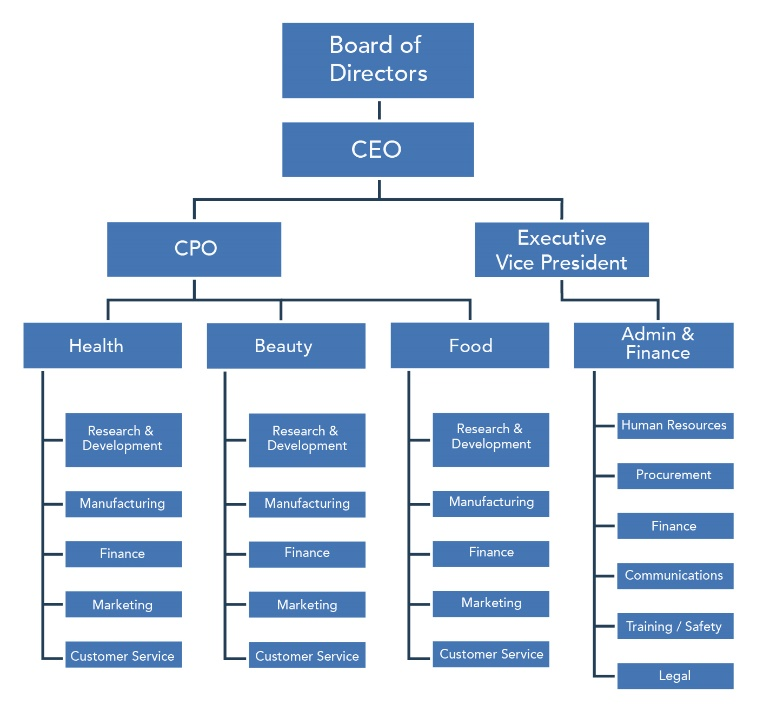 Board of
Directors
CEO
CPO
Executive
Vice President
Health
Beauty
Food
Admin &
Finance
Research &
Development
Manufacturing
Finance
Marketing
Customer Service
Research &
Development
Manufacturing
Finance
Marketing
Customer Service
Research &
Development
Manufacturing
Finance
Marketing
Customer Service
Human Resources
Procurement
Finance
Communications
Training / Safety
Legal